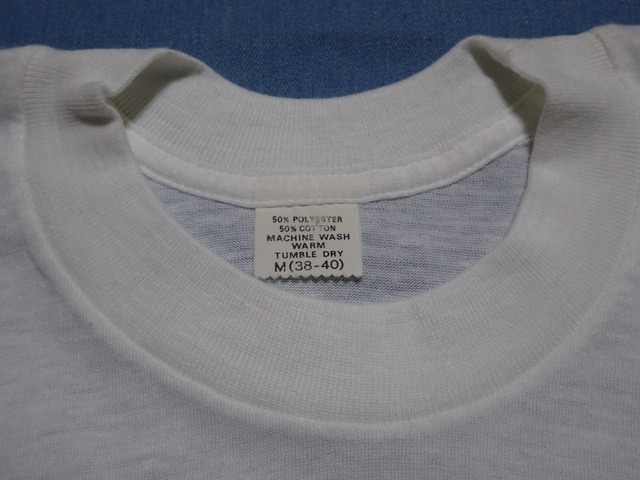 50% POLYESTER
50% COTTON
MACHINE WASH
WARM
TUMBLE DRY
M (38-40)